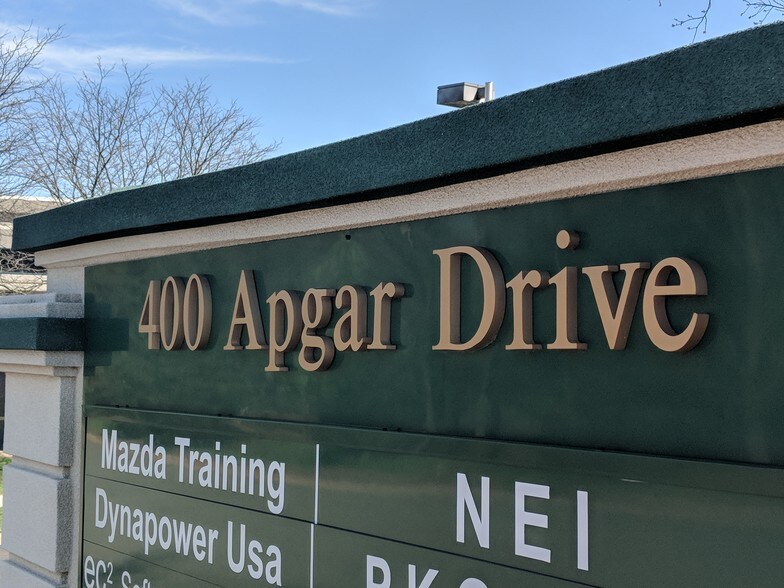 400 Apgar Drive
Mazda Training
NEI
Dynapower Usa